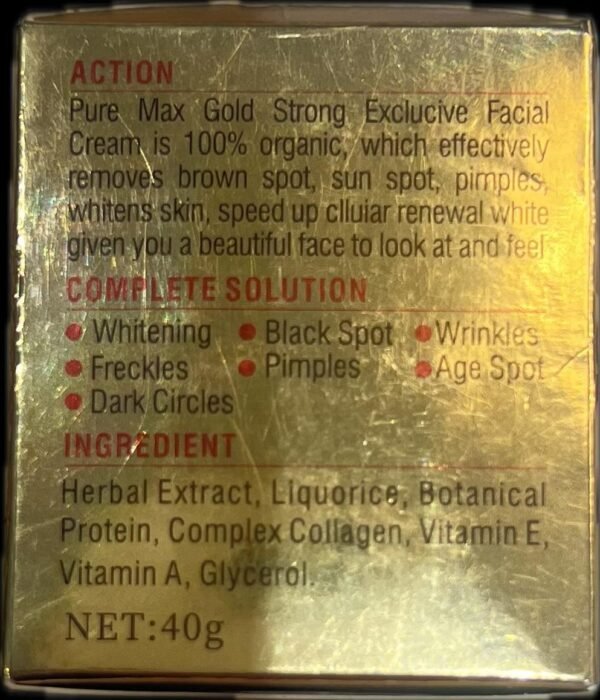 ACTION
Pure Max Gold Strong Exclucive Facial
Cream is 100% organic, which effectively
removes brown spot, sun spot, pimples,
whitens skin, speed up clluiar renewal white
given you a beautiful face to look at and feel
COMPLETE SOLUTION
• Whitening • Black Spot • Wrinkles
• Freckles • Pimples • Age Spot
• Dark Circles
INGREDIENT
Herbal Extract, Liquorice, Botanical
Protein, Complex Collagen, Vitamin E,
Vitamin A, Glycerol.
NET:40g